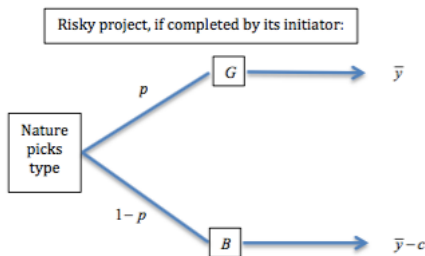 Risky project, if completed by its initiator:
G
ȳ
p
Nature
picks
type
1−p
B
ȳ−c